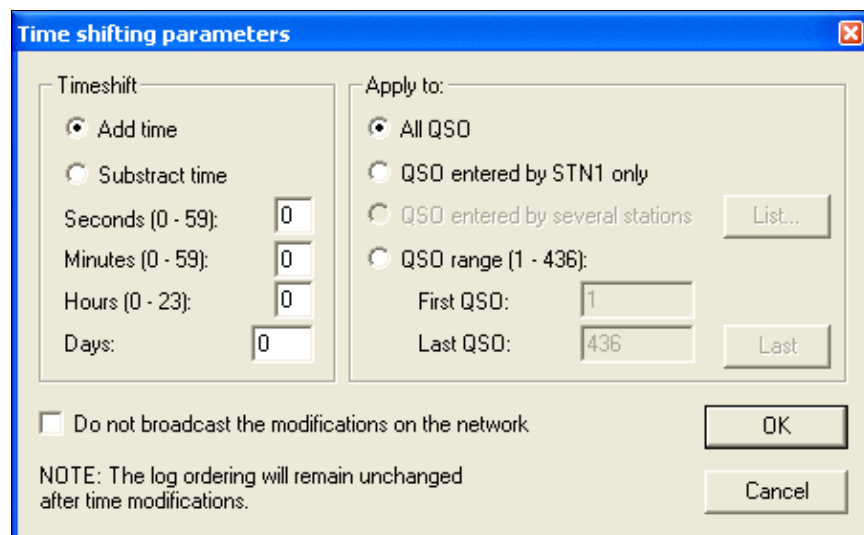 Time shifting parameters
Timeshift
Add time
Substract time
Seconds (0 - 59): 0
Minutes (0 - 59): 0
Hours (0 - 23): 0
Days: 0
Apply to:
All QSO
QSO entered by STN1 only
QSO entered by several stations List...
QSO range (1 - 436):
First QSO: 1
Last QSO: 436 Last
Do not broadcast the modifications on the network
OK
NOTE: The log ordering will remain unchanged
after time modifications.
Cancel